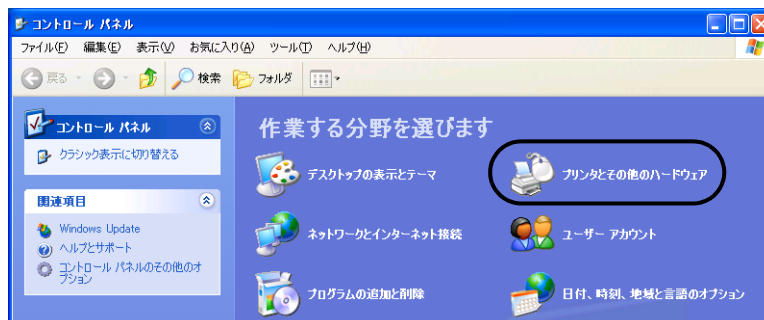 コントロール パネル
ファイル(F) 編集(E) 表示(V) お気に入り(A) ツール(T) ヘルプ(H)
戻る 検索 フォルダ
コントロール パネル
クラシック表示に切り替える
関連項目
Windows Update
ヘルプとサポート
コントロール パネルのその他のオ
プション
作業する分野を選びます
デスクトップの表示とテーマ
プリンタとその他のハードウェア
ネットワークとインターネット接続
ユーザー アカウント
プログラムの追加と削除
日付、時刻、地域と言語のオプション